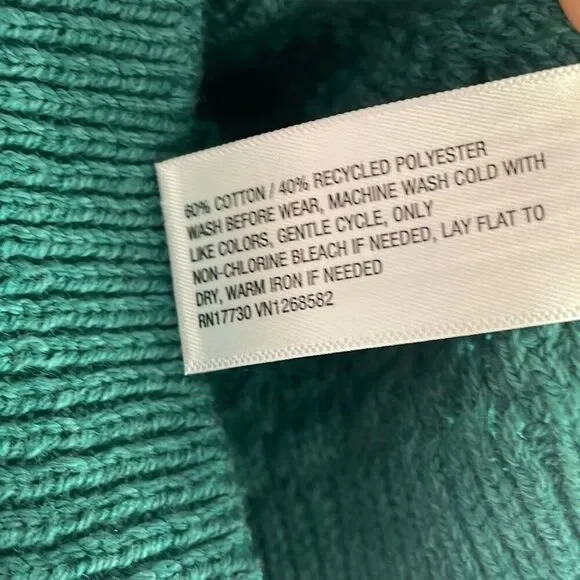 60% COTTON / 40% RECYCLED POLYESTER
WASH BEFORE WEAR, MACHINE WASH COLD WITH
LIKE COLORS, GENTLE CYCLE, ONLY
NON-CHLORINE BLEACH IF NEEDED, LAY FLAT TO
DRY, WARM IRON IF NEEDED
RN17730 VN1268582